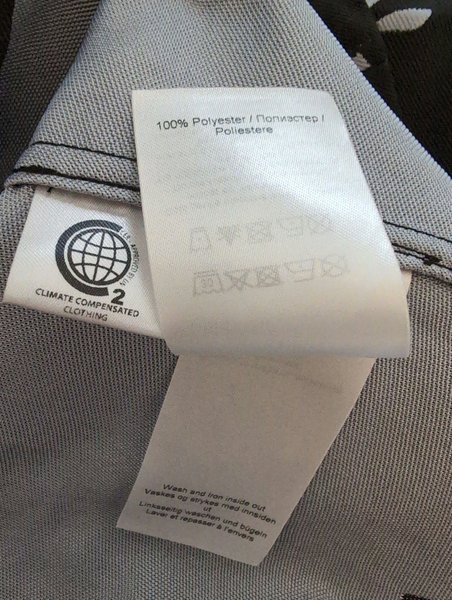 100% Polyester / Полиэстер /
Poliestere
2
CLIMATE COMPENSATED
CLOTHING
Wash and Iron inside out
Vaskes og strykes med innsiden
ut
Linksseitig waschen und bügeln
Laver et repasser à l'envers